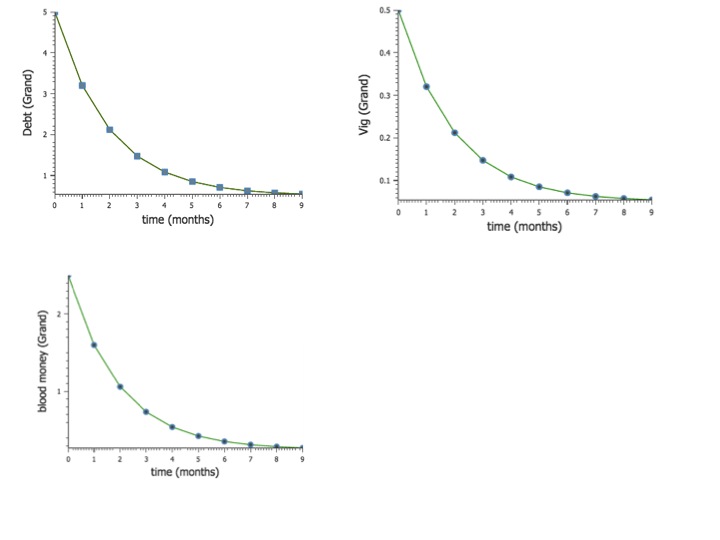 5
4
3
2
1
Debt (Grand)
0 1 2 3 4 5 6 7 8 9
time (months)
0.5
0.4
0.3
0.2
0.1
Vig (Grand)
0 1 2 3 4 5 6 7 8 9
time (months)
2
1
blood money (Grand)
0 1 2 3 4 5 6 7 8 9
time (months)